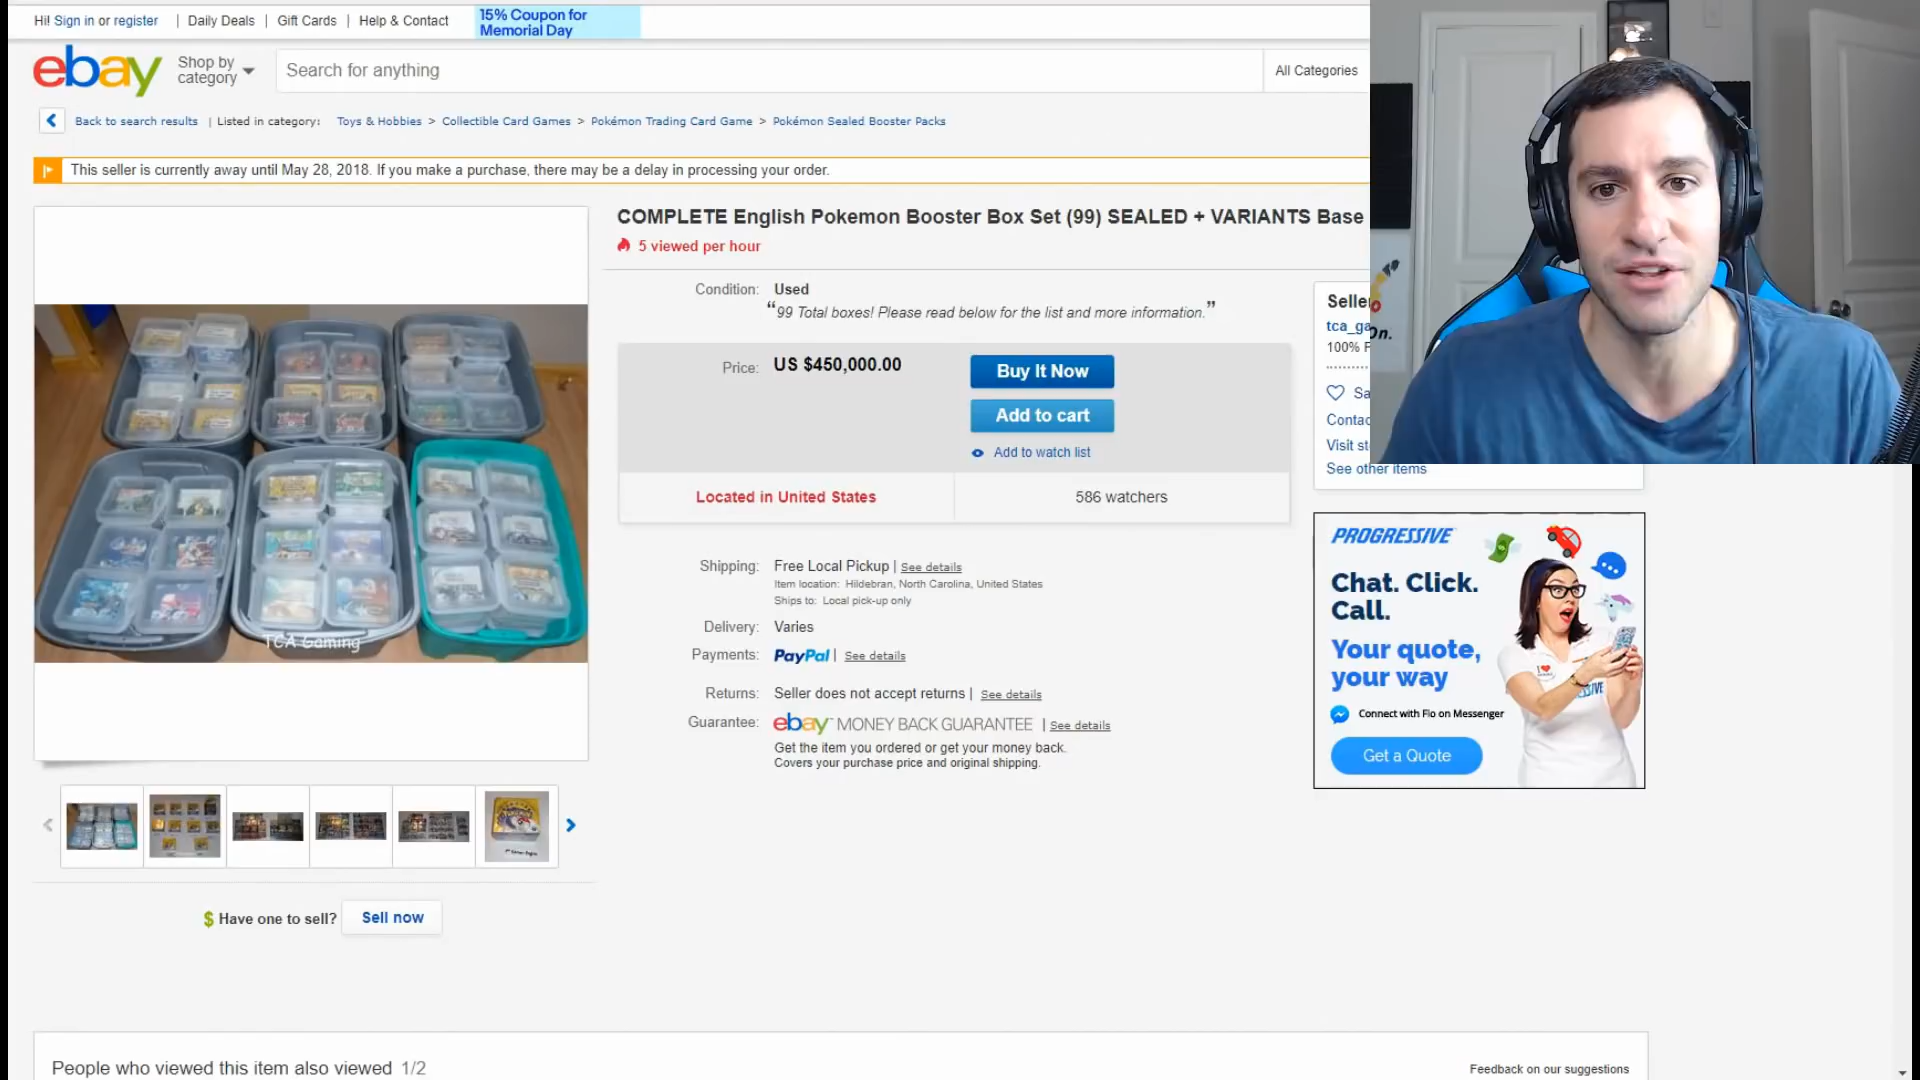 Hi! Sign in or register | Daily Deals | Gift Cards | Help & Contact
15% Coupon for
Memorial Day
ebay
Shop by
category
Search for anything
All Categories
Back to search results | Listed in category: Toys & Hobbies > Collectible Card Games > Pokémon Trading Card Game > Pokémon Sealed Booster Packs
This seller is currently away until May 28, 2018. If you make a purchase, there may be a delay in processing your order.
COMPLETE English Pokemon Booster Box Set (99) SEALED + VARIANTS Base
5 viewed per hour
Condition: Used
“99 Total boxes! Please read below for the list and more information.”
Price: US $450,000.00
Buy It Now
Add to cart
Add to watch list
Located in United States
586 watchers
Shipping: Free Local Pickup | See details
Item location: Hildebran, North Carolina, United States
Ships to: Local pick-up only
Delivery: Varies
Payments: PayPal | See details
Returns: Seller does not accept returns | See details
Guarantee: ebay MONEY BACK GUARANTEE | See details
Get the item you ordered or get your money back.
Covers your purchase price and original shipping.
TCA Gaming
$ Have one to sell? Sell now
Selle
tca_ga
100% F
Sa
Contac
Visit st
See other items
On.
PROGRESSIVE
Chat. Click.
Call.
Your quote,
your way
Connect with Flo on Messenger
Get a Quote
People who viewed this item also viewed 1/2
Feedback on our suggestions